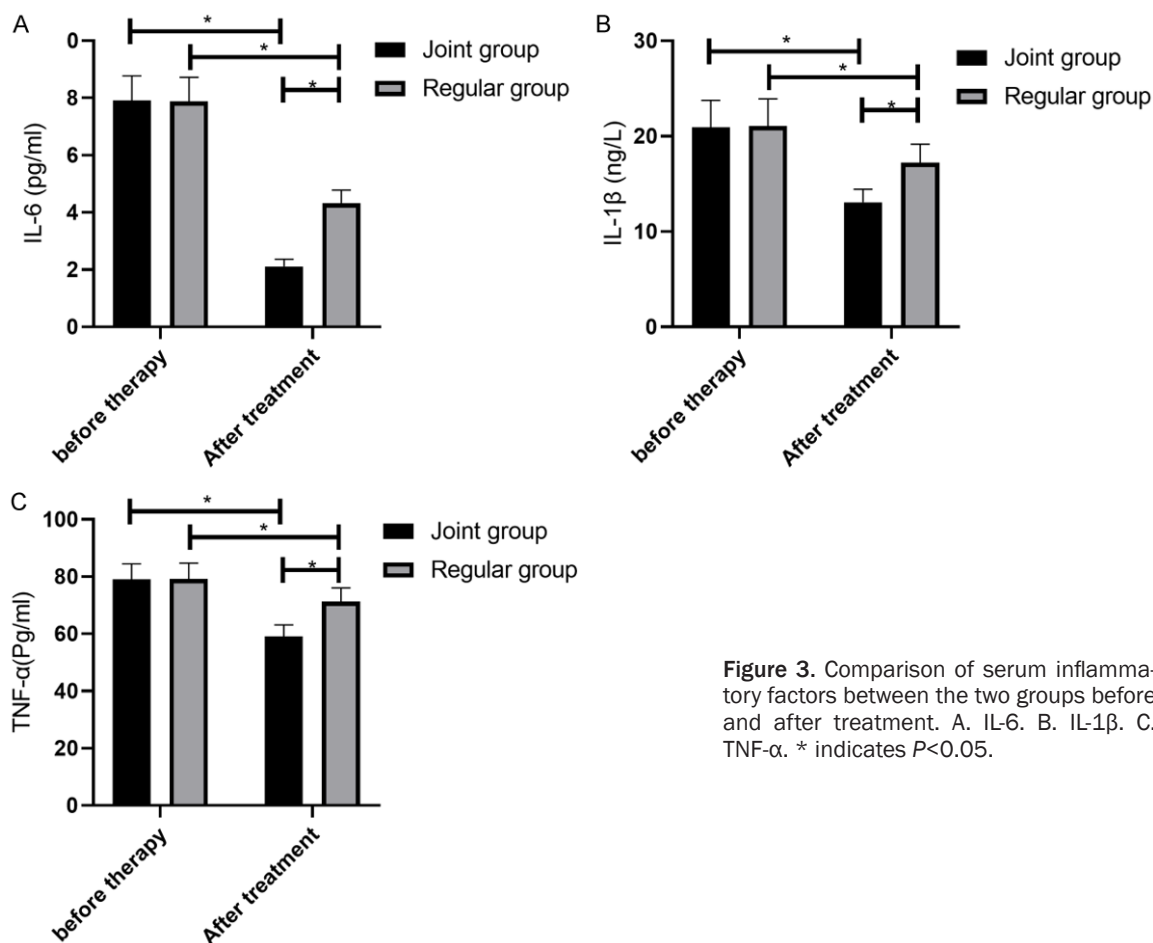 A
0
8
6
4
2
0
IL-6 (pg/ml)
*
*
*
Joint group
Regular group
before therapy
After treatment
B
30
20
10
0
IL-1β (ng/L)
*
*
*
Joint group
Regular group
before therapy
After treatment
C
100
80
60
40
20
0
TNF-α(Pg/ml)
*
*
*
Joint group
Regular group
before therapy
After treatment
Figure 3. Comparison of serum inflamma-
tory factors between the two groups before
and after treatment. A. IL-6. B. IL-1β. C.
TNF-α. * indicates P<0.05.